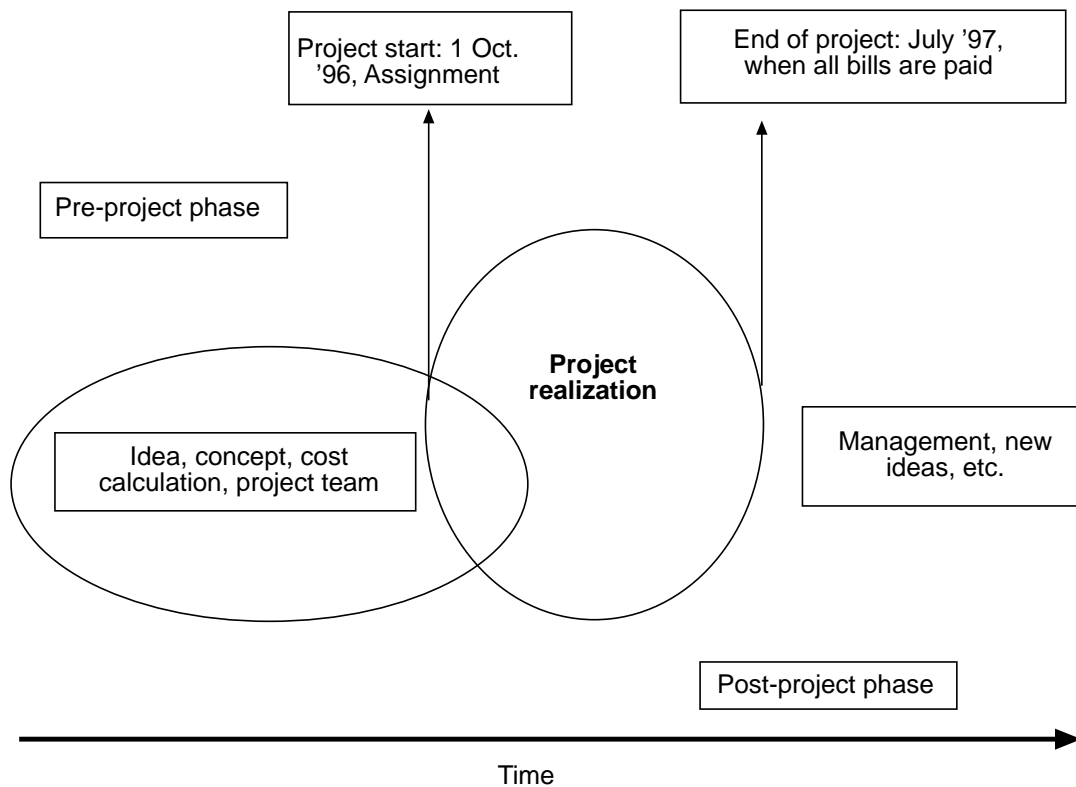 Project start: 1 Oct.
’96, Assignment
End of project: July ’97,
when all bills are paid
Pre-project phase
Project
realization
Idea, concept, cost
calculation, project team
Management, new
ideas, etc.
Post-project phase
Time